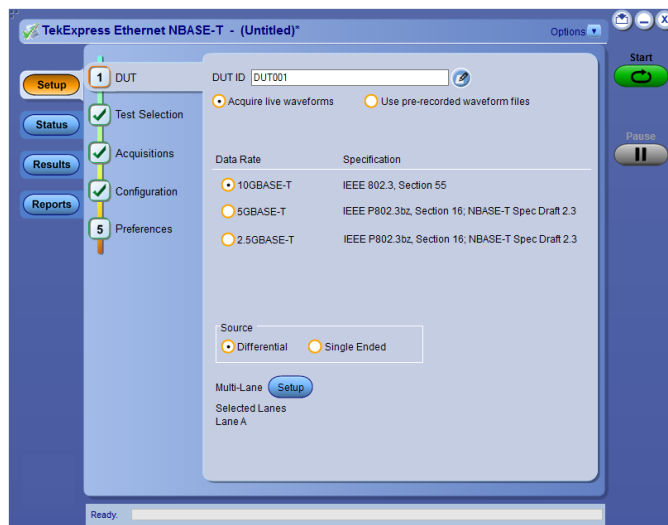 TekExpress Ethernet NBASE-T - (Untitled)*
Options
Start
Pause
Setup
Status
Results
Reports
1 DUT
Test Selection
Acquisitions
Configuration
5 Preferences
DUT ID DUT001
Acquire live waveforms Use pre-recorded waveform files
Data Rate Specification
10GBASE-T IEEE 802.3, Section 55
5GBASE-T IEEE P802.3bz, Section 16; NBASE-T Spec Draft 2.3
2.5GBASE-T IEEE P802.3bz, Section 16; NBASE-T Spec Draft 2.3
Source
Differential Single Ended
Multi-Lane Setup
Selected Lanes
Lane A
Ready.